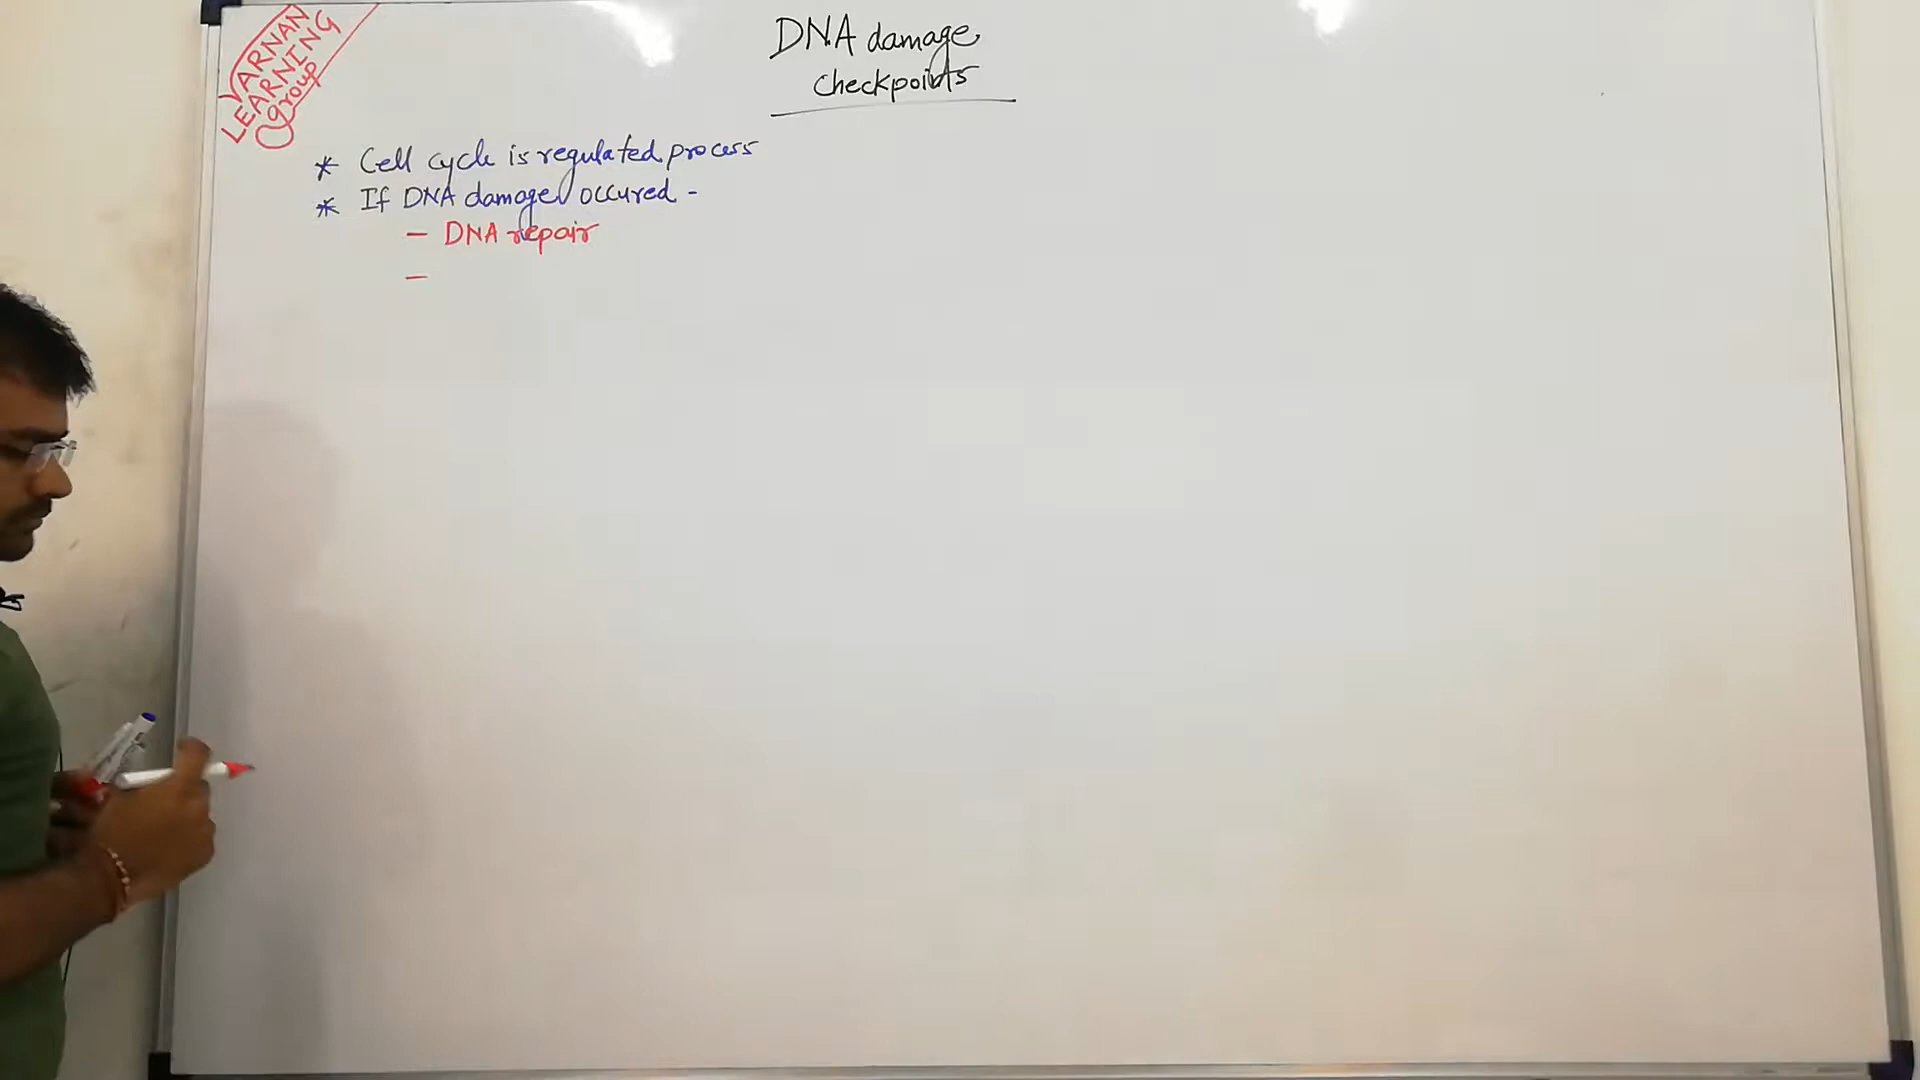 VARNAN
LEARNING
group
DNA damage
checkpoints
* Cell cycle is regulated process
* If DNA damage occured -
- DNA repair
-